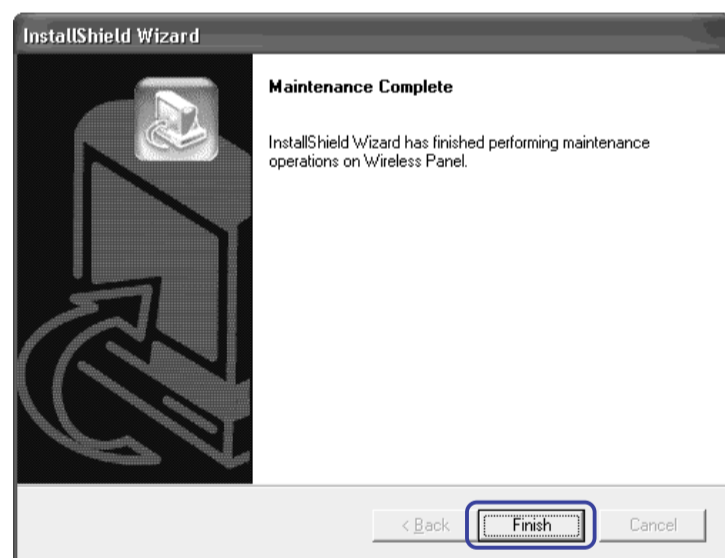 InstallShield Wizard
Maintenance Complete
InstallShield Wizard has finished performing maintenance
operations on Wireless Panel.
< Back
Finish
Cancel